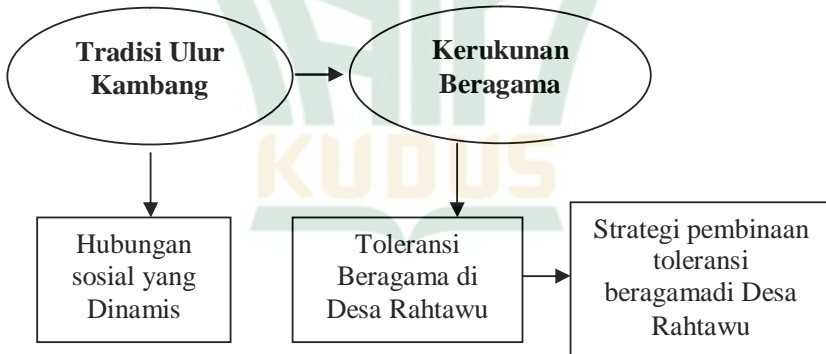 Tradisi Ulur
Kambang
Kerukunan
Beragama
KUDUS
Hubungan
sosial yang
Dinamis
Toleransi
Beragama di
Desa Rahtawu
Strategi pembinaan
toleransi
beragamadi Desa
Rahtawu